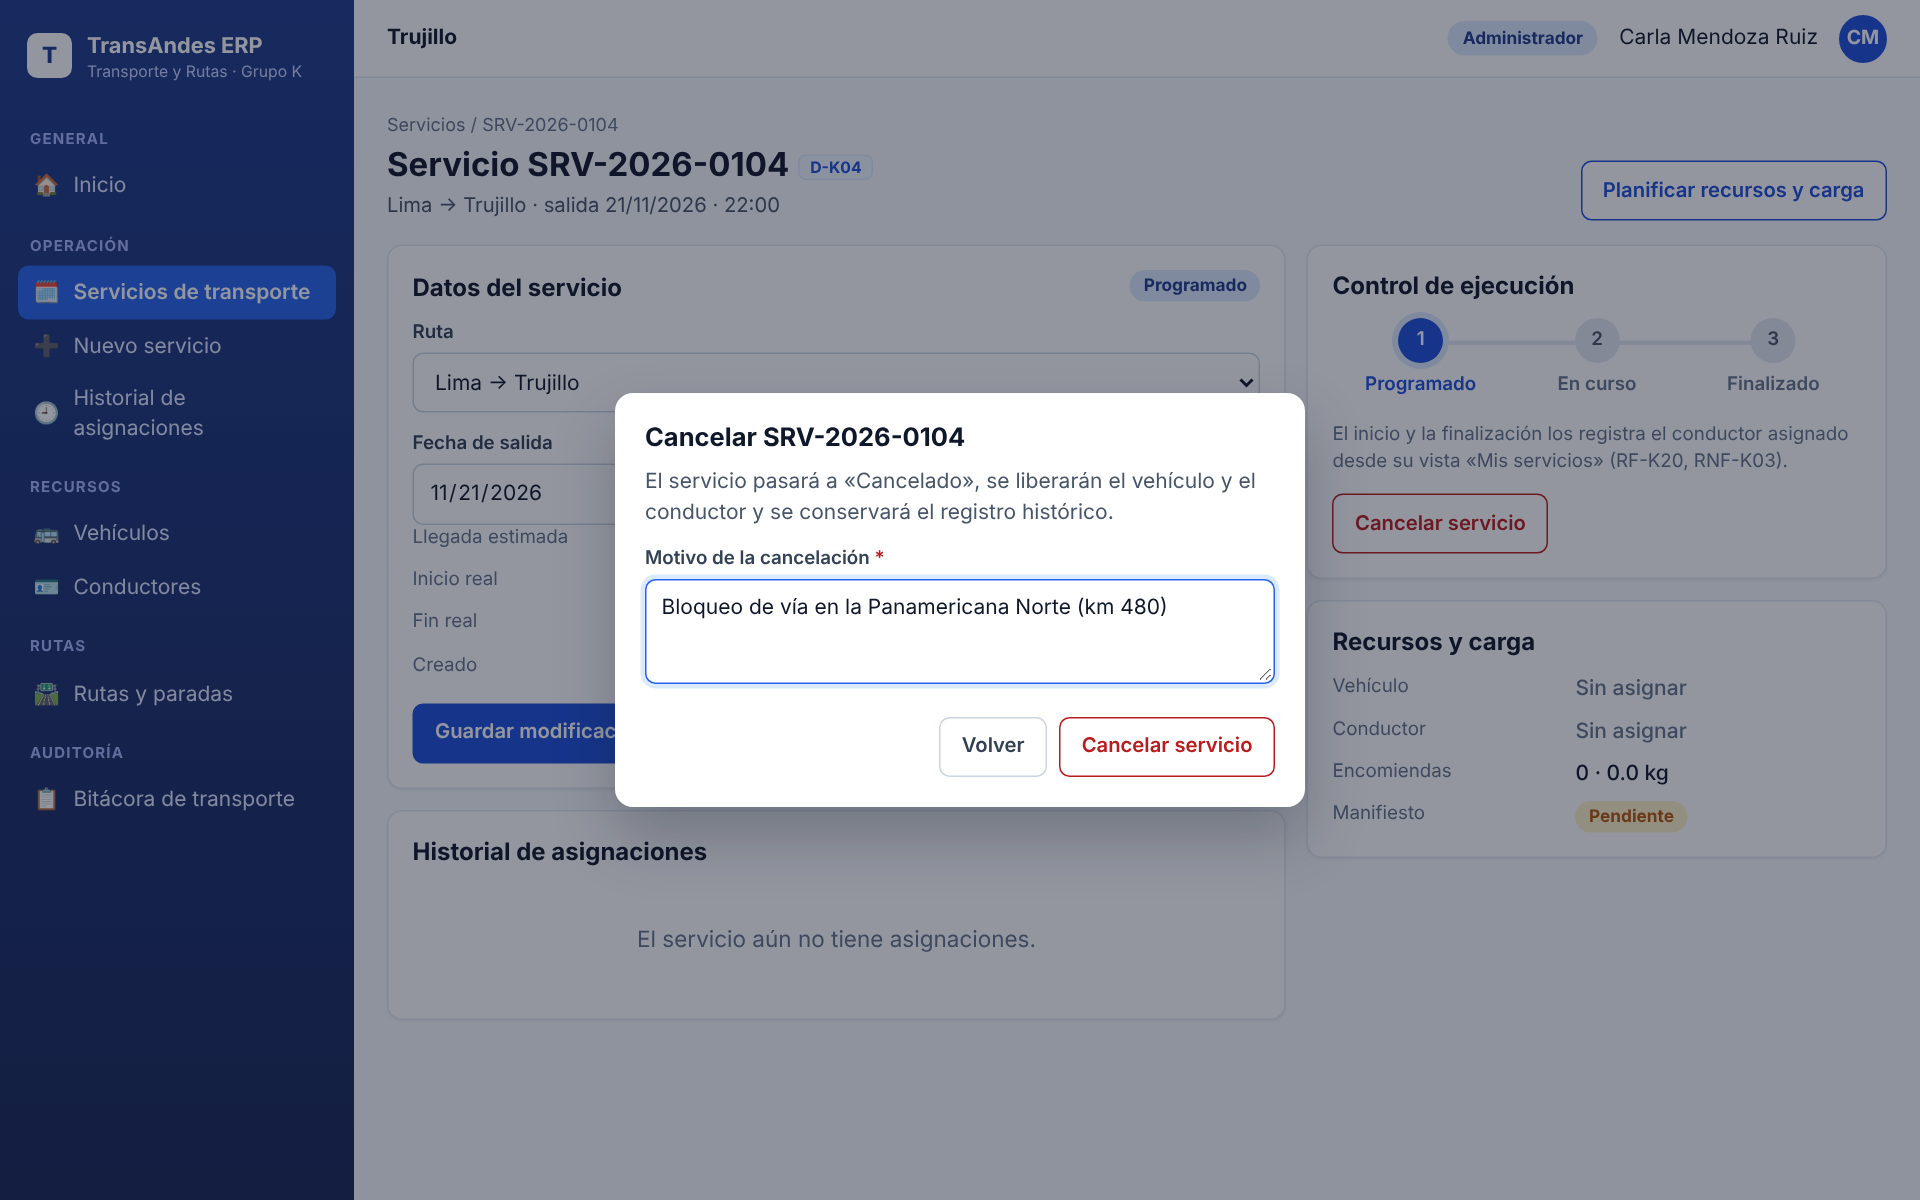 T
TransAndes ERP
Transporte y Rutas · Grupo K
GENERAL
Inicio
OPERACIÓN
Servicios de transporte
Nuevo servicio
Historial de
asignaciones
RECURSOS
Vehículos
Conductores
RUTAS
Rutas y paradas
AUDITORÍA
Bitácora de transporte
Trujillo
Administrador
Carla Mendoza Ruiz
CM
Servicios / SRV-2026-0104
Servicio SRV-2026-0104
D-K04
Lima → Trujillo · salida 21/11/2026 · 22:00
Planificar recursos y carga
Datos del servicio
Programado
Ruta
Lima → Trujillo
Fecha de salida
11/21/2026
Llegada estimada
Inicio real
Fin real
Creado
Guardar modificac
Cancelar SRV-2026-0104
El servicio pasará a «Cancelado», se liberarán el vehículo y el
conductor y se conservará el registro histórico.
Motivo de la cancelación *
Bloqueo de vía en la Panamericana Norte (km 480)
Volver
Cancelar servicio
Historial de asignaciones
El servicio aún no tiene asignaciones.
Control de ejecución
1
2
3
Programado
En curso
Finalizado
El inicio y la finalización los registra el conductor asignado
desde su vista «Mis servicios» (RF-K20, RNF-K03).
Cancelar servicio
Recursos y carga
Vehículo
Sin asignar
Conductor
Sin asignar
Encomiendas
0 · 0.0 kg
Manifiesto
Pendiente